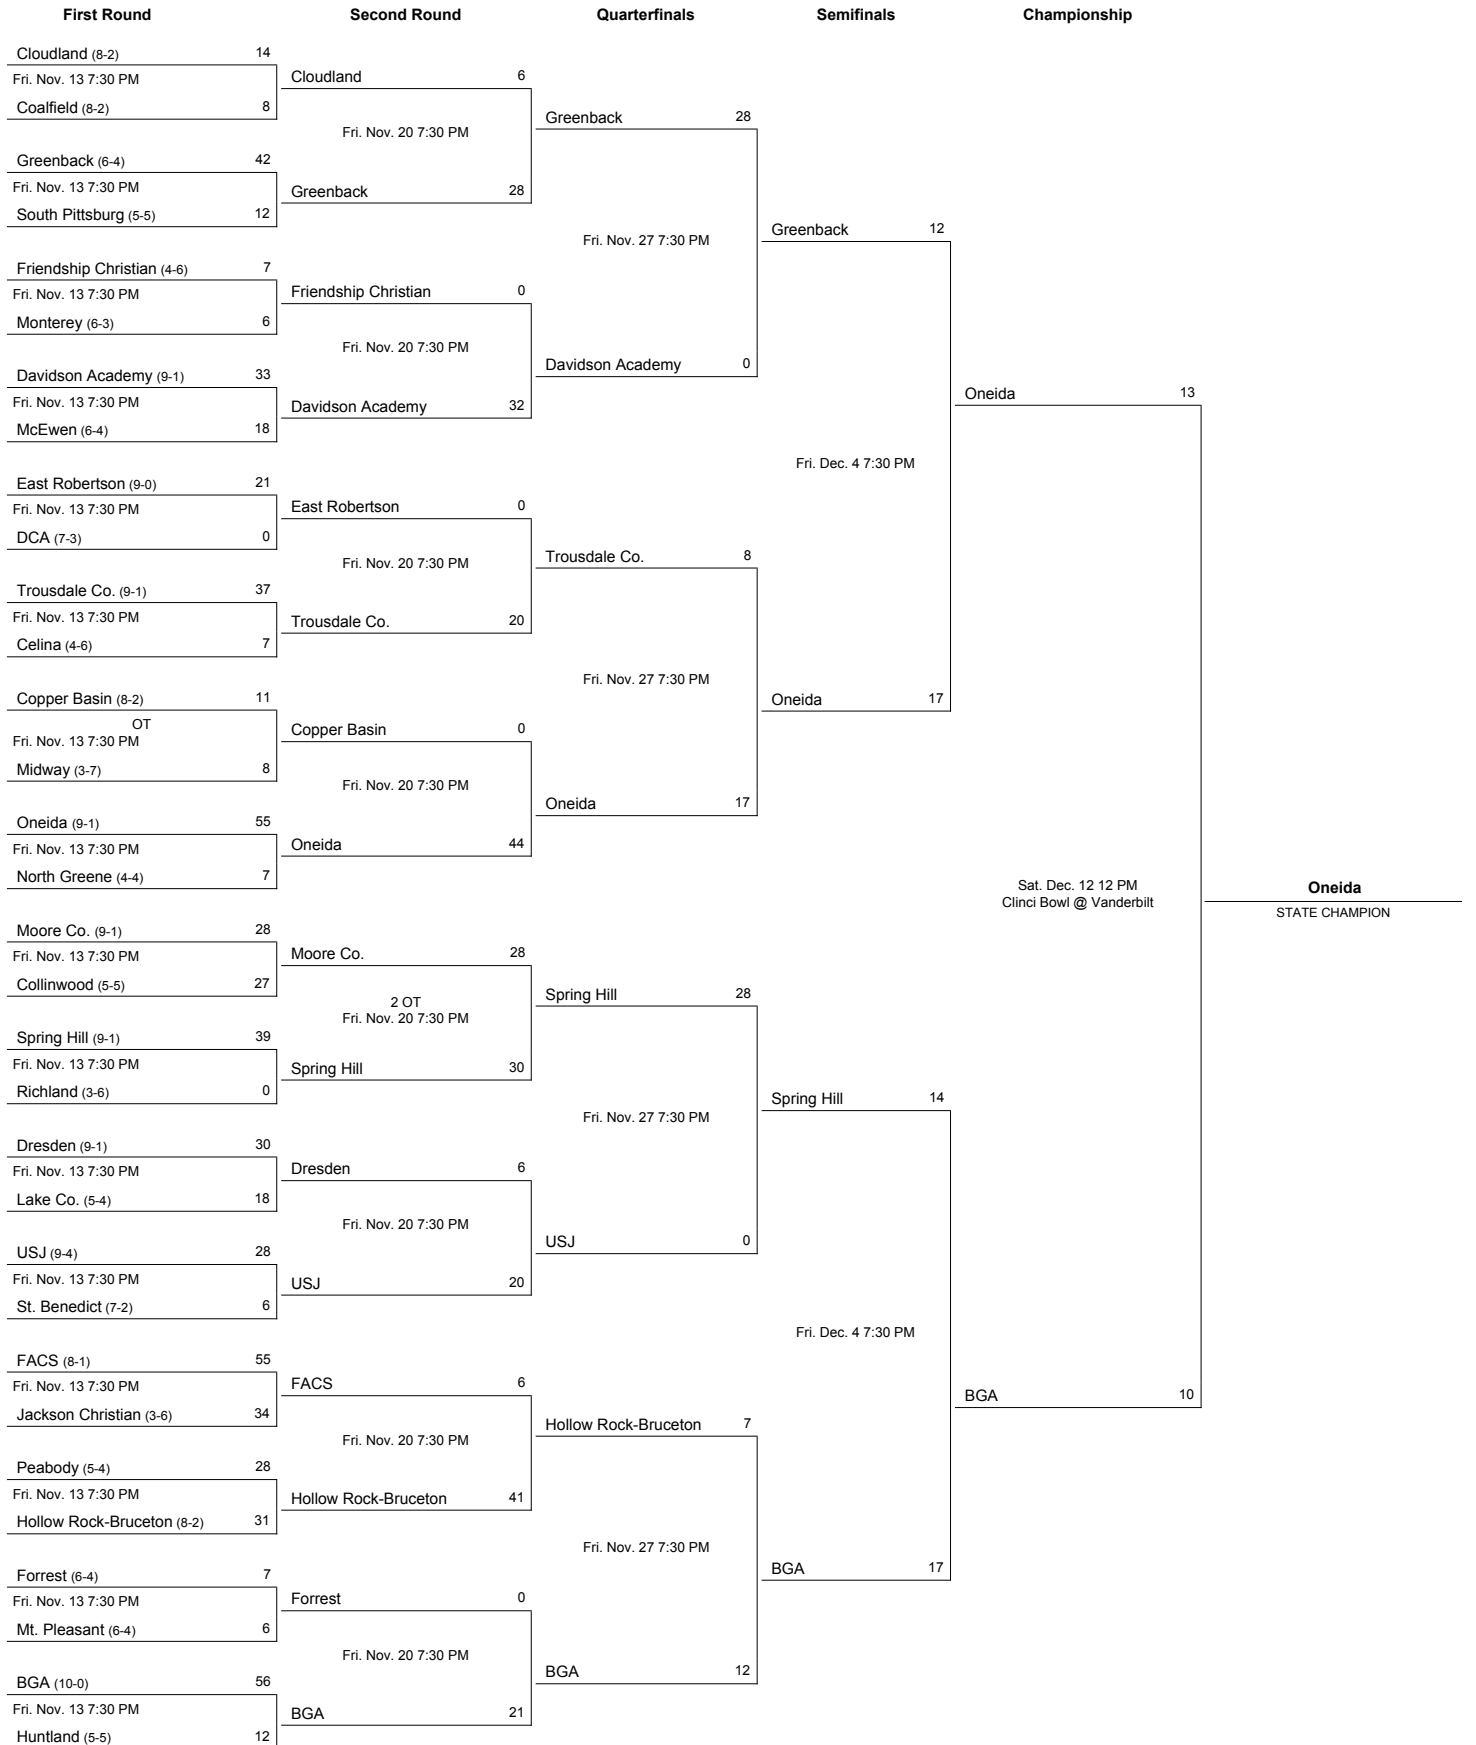 First Round
Second Round
Quarterfinals
Semifinals
Championship
Cloudland (8-2) 14
Fri. Nov. 13 7:30 PM
Coalfield (8-2) 8
Greenback (6-4) 42
Fri. Nov. 13 7:30 PM
South Pittsburg (5-5) 12
Friendship Christian (4-6) 7
Fri. Nov. 13 7:30 PM
Monterey (6-3) 6
Davidson Academy (9-1) 33
Fri. Nov. 13 7:30 PM
McEwen (6-4) 18
East Robertson (9-0) 21
Fri. Nov. 13 7:30 PM
DCA (7-3) 0
Trousdale Co. (9-1) 37
Fri. Nov. 13 7:30 PM
Celina (4-6) 7
Copper Basin (8-2) 11
OT
Fri. Nov. 13 7:30 PM
Midway (3-7) 8
Oneida (9-1) 55
Fri. Nov. 13 7:30 PM
North Greene (4-4) 7
Moore Co. (9-1) 28
Fri. Nov. 13 7:30 PM
Collinwood (5-5) 27
Spring Hill (9-1) 39
Fri. Nov. 13 7:30 PM
Richland (3-6) 0
Dresden (9-1) 30
Fri. Nov. 13 7:30 PM
Lake Co. (5-4) 18
USJ (9-4) 28
Fri. Nov. 13 7:30 PM
St. Benedict (7-2) 6
FACS (8-1) 55
Fri. Nov. 13 7:30 PM
Jackson Christian (3-6) 34
Peabody (5-4) 28
Fri. Nov. 13 7:30 PM
Hollow Rock-Bruceton (8-2) 31
Forrest (6-4) 7
Fri. Nov. 13 7:30 PM
Mt. Pleasant (6-4) 6
BGA (10-0) 56
Fri. Nov. 13 7:30 PM
Huntland (5-5) 12
Cloudland 6
Fri. Nov. 20 7:30 PM
Greenback 28
Friendship Christian 0
Fri. Nov. 20 7:30 PM
Davidson Academy 32
East Robertson 0
Fri. Nov. 20 7:30 PM
Trousdale Co. 20
Copper Basin 0
Fri. Nov. 20 7:30 PM
Oneida 44
Moore Co. 28
2 OT
Fri. Nov. 20 7:30 PM
Spring Hill 30
Dresden 6
Fri. Nov. 20 7:30 PM
USJ 20
FACS 6
Fri. Nov. 20 7:30 PM
Hollow Rock-Bruceton 41
Forrest 0
Fri. Nov. 20 7:30 PM
BGA 21
Greenback 28
Fri. Nov. 27 7:30 PM
Davidson Academy 0
Trousdale Co. 8
Fri. Nov. 27 7:30 PM
Oneida 17
Spring Hill 28
Fri. Nov. 27 7:30 PM
USJ 0
Hollow Rock-Bruceton 7
Fri. Nov. 27 7:30 PM
BGA 12
Greenback 12
Fri. Dec. 4 7:30 PM
Oneida 17
Spring Hill 14
Fri. Dec. 4 7:30 PM
BGA 17
Oneida 13
Sat. Dec. 12 12 PM
Clinci Bowl @ Vanderbilt
BGA 10
Oneida
STATE CHAMPION